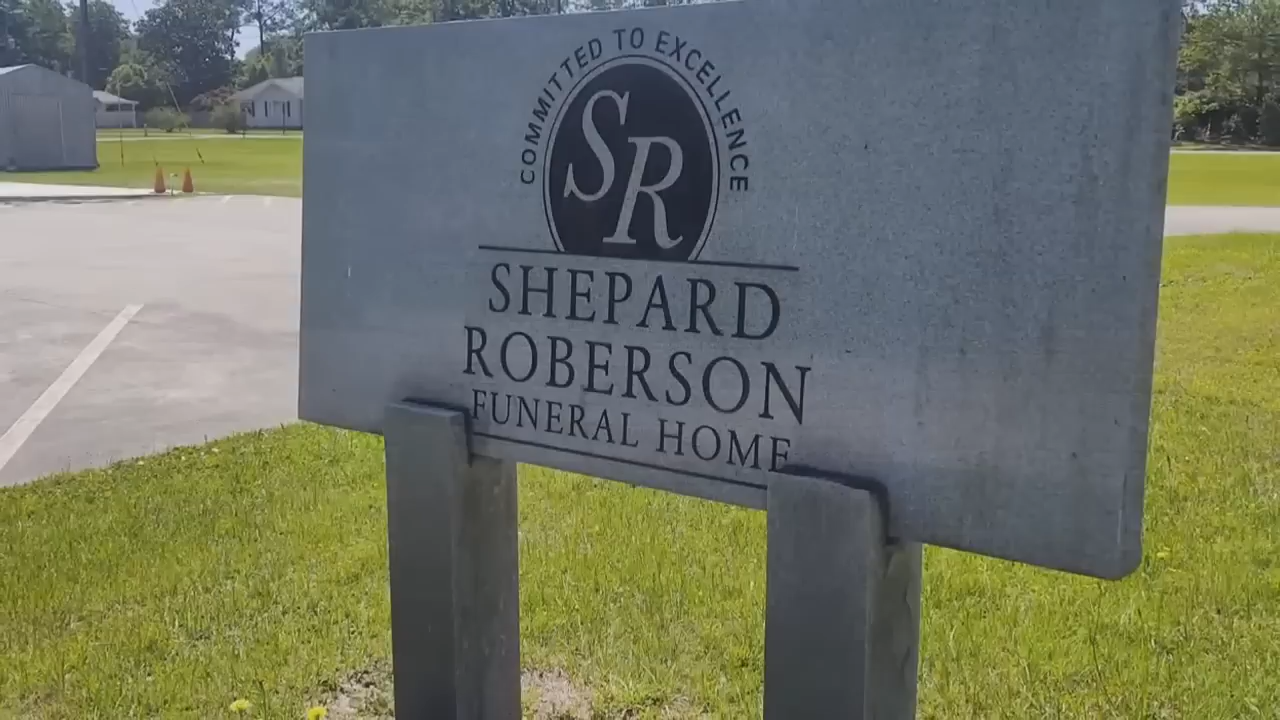 COMMITTED TO EXCELLENCE
SR
SHEPARD
ROBERSON
FUNERAL HOME